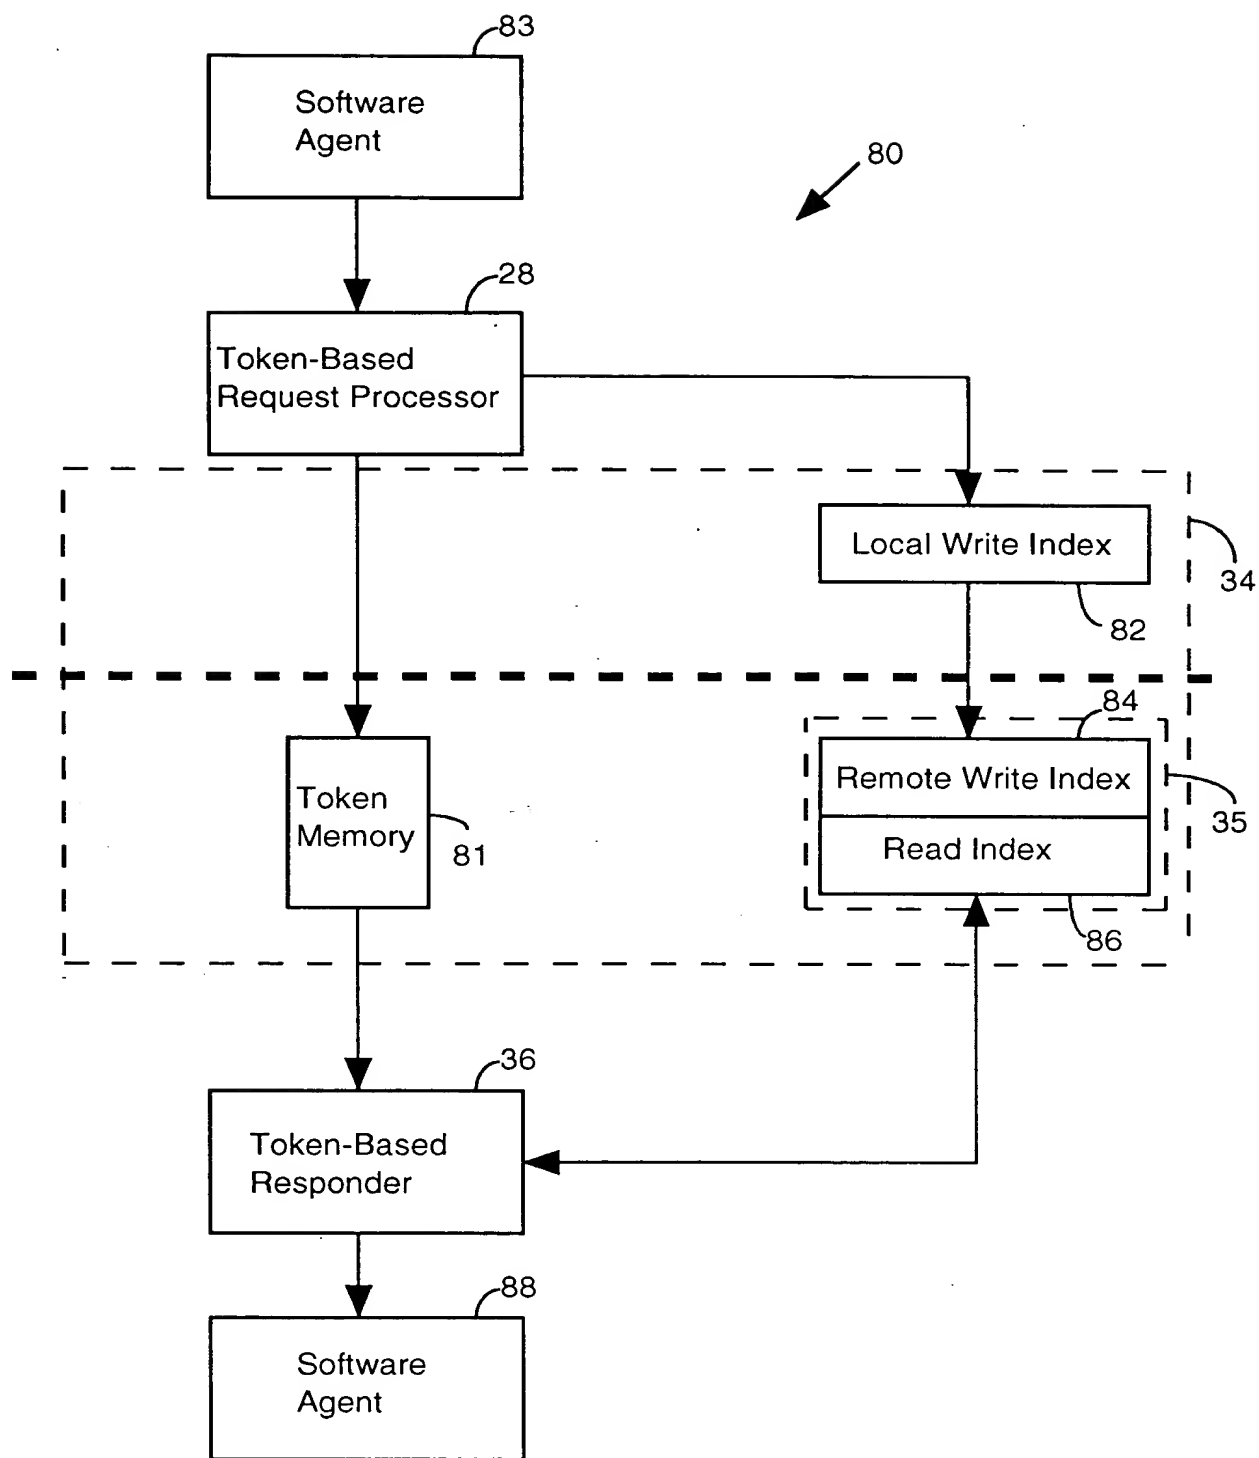 83
Software
Agent
80
28
Token-Based
Request Processor
Local Write Index
34
82
84
Remote Write Index
Token
Memory
35
81
Read Index
86
36
Token-Based
Responder
88
Software
Agent